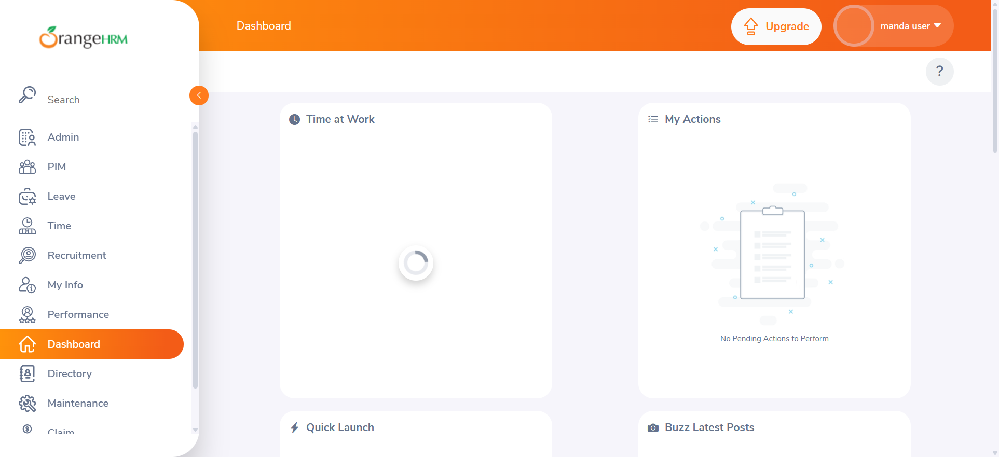 OrangeHRM
Dashboard
Upgrade
manda user
?
Search
Admin
PIM
Leave
Time
Recruitment
My Info
Performance
Dashboard
Directory
Maintenance
Claim
Time at Work
My Actions
No Pending Actions to Perform
Quick Launch
Buzz Latest Posts